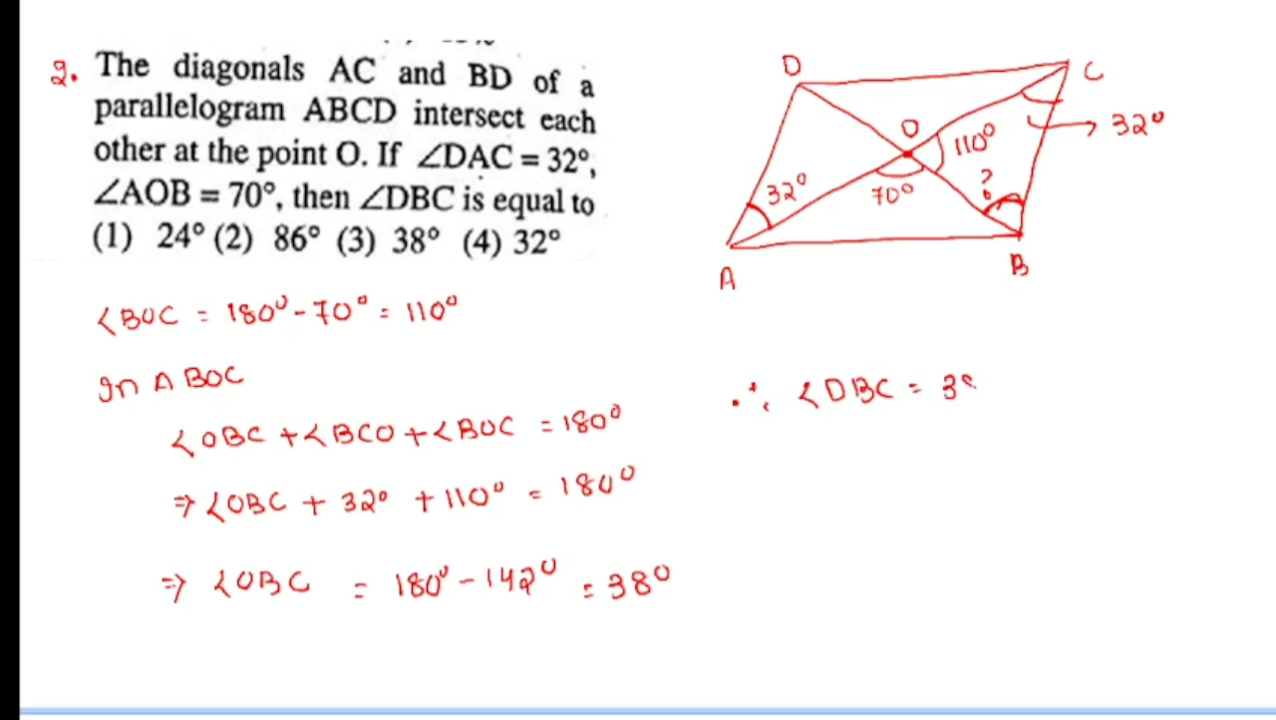 2. The diagonals AC and BD of a
parallelogram ABCD intersect each
other at the point O. If ∠DAC = 32°,
∠AOB = 70°, then ∠DBC is equal to
(1) 24° (2) 86° (3) 38° (4) 32°
D
C
O
110°
32°
32°
70°
?
A
B
∠BOC = 180° - 70° = 110°
In Δ BOC
∠OBC + ∠BCO + ∠BOC = 180°
⇒ ∠OBC + 32° + 110° = 180°
⇒ ∠OBC = 180° - 142° = 38°
∴ ∠DBC =